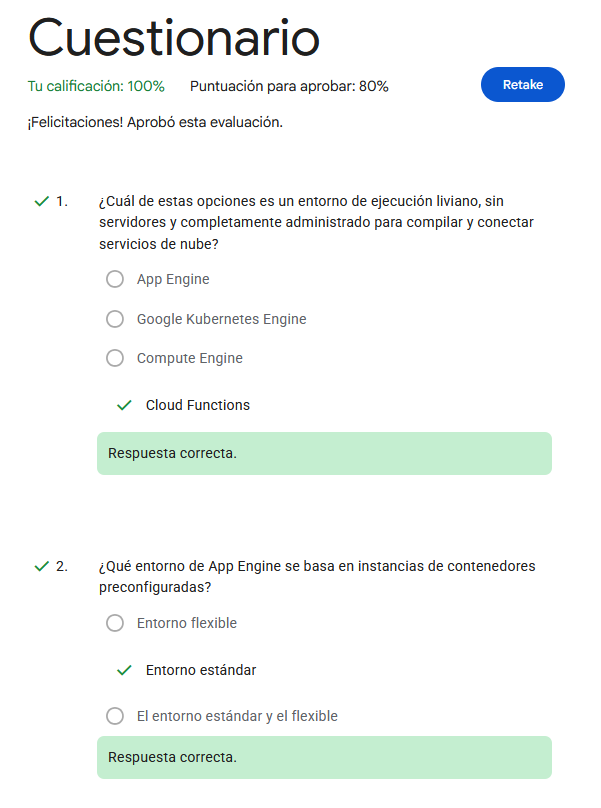 Cuestionario
Tu calificación: 100% Puntuación para aprobar: 80%
Retake
¡Felicitaciones! Aprobó esta evaluación.
1. ¿Cuál de estas opciones es un entorno de ejecución liviano, sin
servidores y completamente administrado para compilar y conectar
servicios de nube?
App Engine
Google Kubernetes Engine
Compute Engine
Cloud Functions
Respuesta correcta.
2. ¿Qué entorno de App Engine se basa en instancias de contenedores
preconfiguradas?
Entorno flexible
Entorno estándar
El entorno estándar y el flexible
Respuesta correcta.